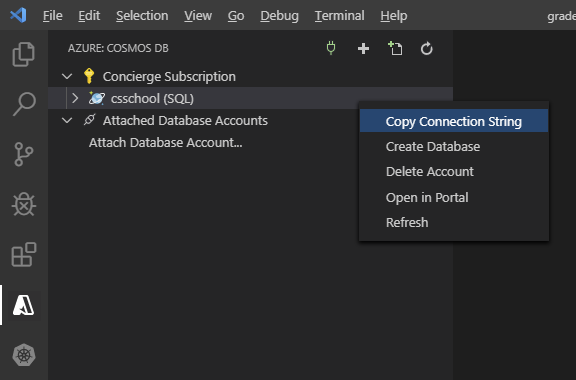 File Edit Selection View Go Debug Terminal Help grade
AZURE: COSMOS DB
Concierge Subscription
csschool (SQL)
Attached Database Accounts
Attach Database Account...
Copy Connection String
Create Database
Delete Account
Open in Portal
Refresh